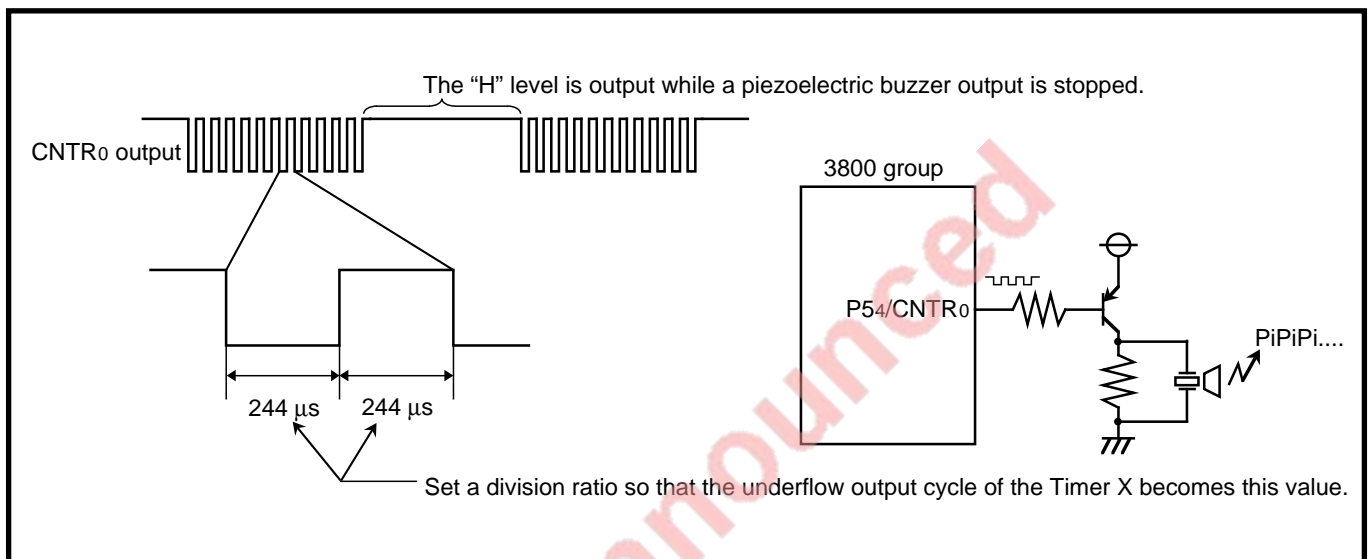 The “H” level is output while a piezoelectric buzzer output is stopped.
CNTR0 output
3800 group
P54/CNTR0
PiPiPi....
244 μs 244 μs
Set a division ratio so that the underflow output cycle of the Timer X becomes this value.
nounced